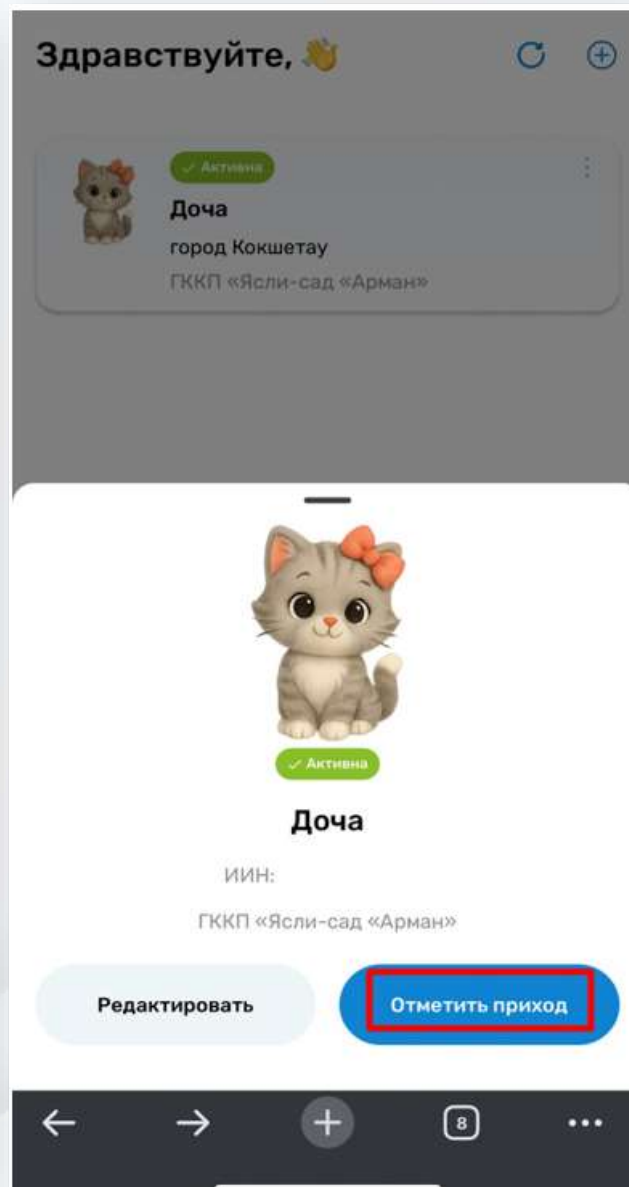 Здравствуйте, 👋
✓ Активна
Доча
город Кокшетау
ГККП «Ясли-сад «Арман»
✓ Активна
Доча
ИИН:
ГККП «Ясли-сад «Арман»
Редактировать
Отметить приход
8